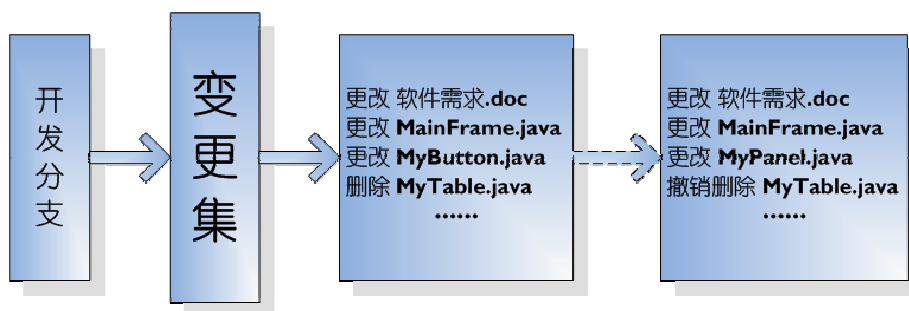 开发分支
变更集
更改 软件需求.doc
更改 MainFrame.java
更改 MyButton.java
删除 MyTable.java
……
更改 软件需求.doc
更改 MainFrame.java
更改 MyPanel.java
撤销删除 MyTable.java
……